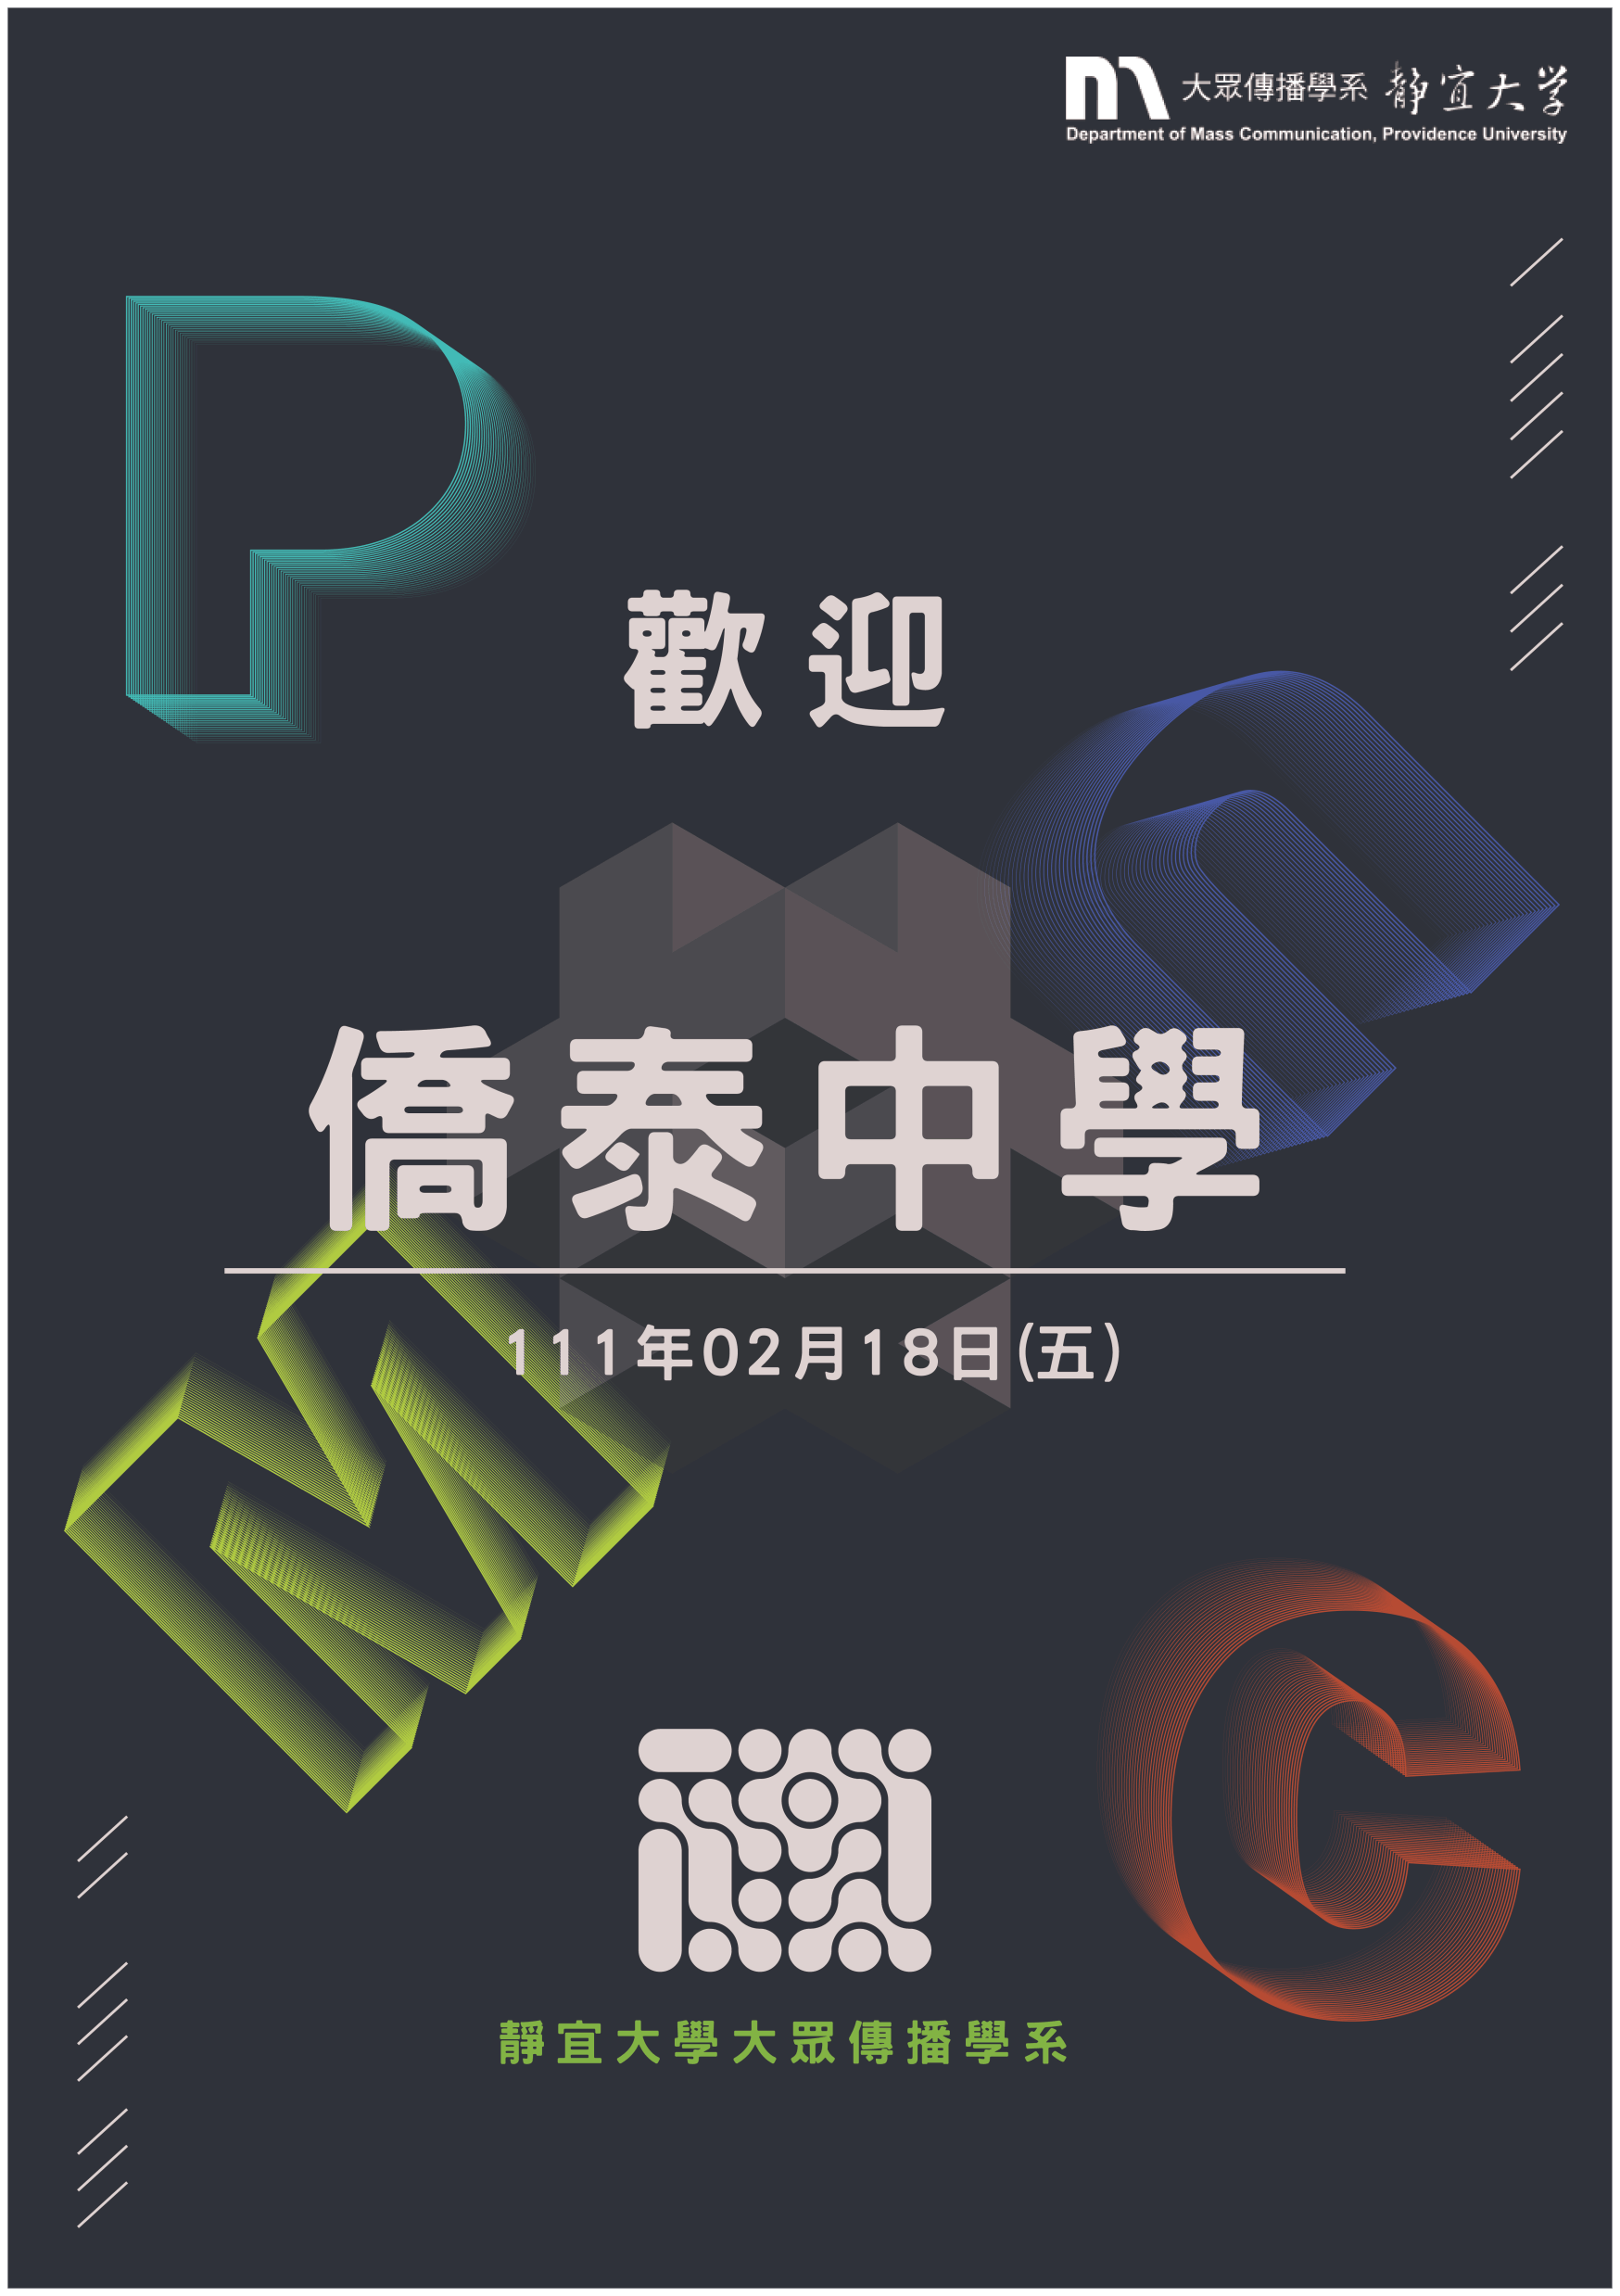 大眾傳播學系 靜宜大学
Department of Mass Communication, Providence University
P
歡迎
U
僑泰中學
111年02月18日(五)
M
C
靜宜大學大眾傳播學系